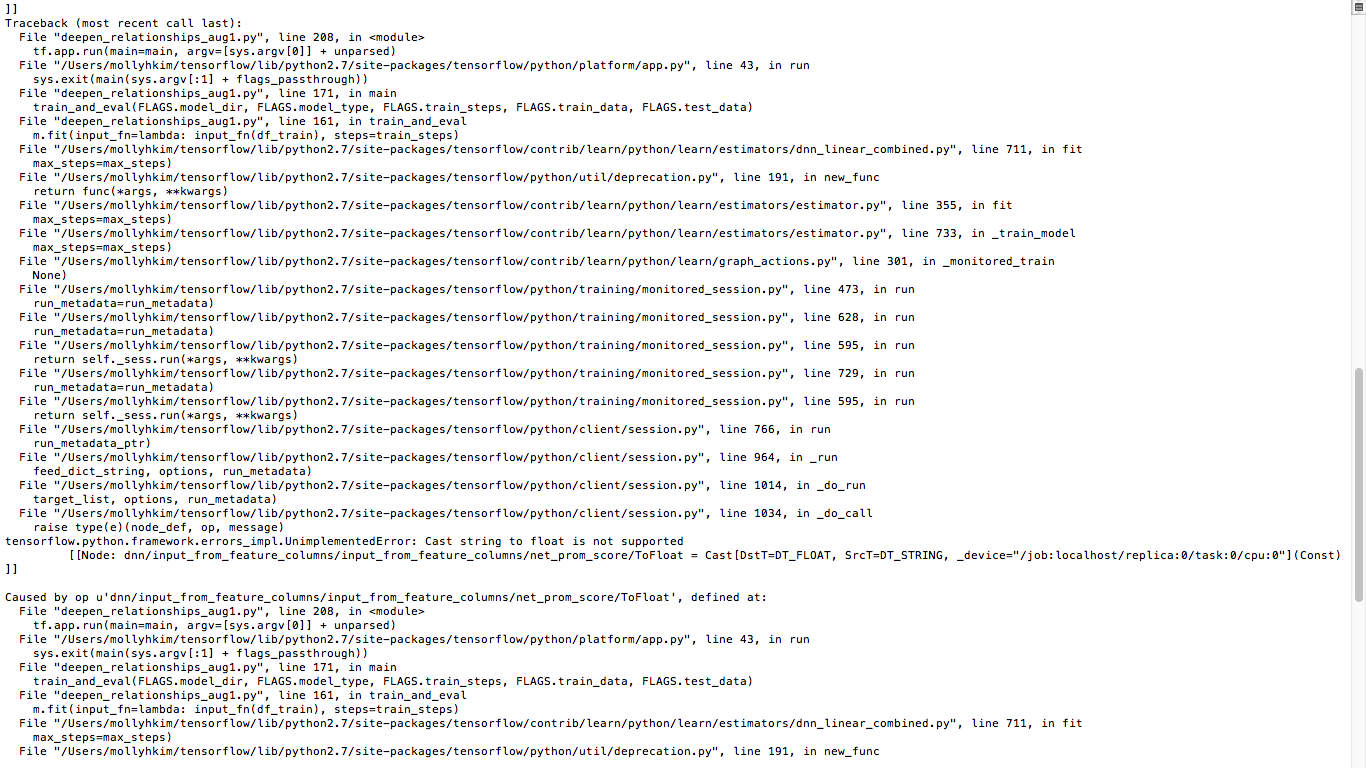 ]]
Traceback (most recent call last):
  File "deepen_relationships_aug1.py", line 208, in <module>
    tf.app.run(main=main, argv=[sys.argv[0]] + unparsed)
  File "/Users/mollyhkim/tensorflow/lib/python2.7/site-packages/tensorflow/python/platform/app.py", line 43, in run
    sys.exit(main(sys.argv[:1] + flags_passthrough))
  File "deepen_relationships_aug1.py", line 171, in main
    train_and_eval(FLAGS.model_dir, FLAGS.model_type, FLAGS.train_steps, FLAGS.train_data, FLAGS.test_data)
  File "deepen_relationships_aug1.py", line 161, in train_and_eval
    m.fit(input_fn=lambda: input_fn(df_train), steps=train_steps)
  File "/Users/mollyhkim/tensorflow/lib/python2.7/site-packages/tensorflow/contrib/learn/python/learn/estimators/dnn_linear_combined.py", line 711, in fit
    max_steps=max_steps)
  File "/Users/mollyhkim/tensorflow/lib/python2.7/site-packages/tensorflow/python/util/deprecation.py", line 191, in new_func
    return func(*args, **kwargs)
  File "/Users/mollyhkim/tensorflow/lib/python2.7/site-packages/tensorflow/contrib/learn/python/learn/estimators/estimator.py", line 355, in fit
    max_steps=max_steps)
  File "/Users/mollyhkim/tensorflow/lib/python2.7/site-packages/tensorflow/contrib/learn/python/learn/estimators/estimator.py", line 733, in _train_model
    max_steps=max_steps)
  File "/Users/mollyhkim/tensorflow/lib/python2.7/site-packages/tensorflow/contrib/learn/python/learn/graph_actions.py", line 301, in _monitored_train
    None)
  File "/Users/mollyhkim/tensorflow/lib/python2.7/site-packages/tensorflow/python/training/monitored_session.py", line 473, in run
    run_metadata=run_metadata)
  File "/Users/mollyhkim/tensorflow/lib/python2.7/site-packages/tensorflow/python/training/monitored_session.py", line 628, in run
    run_metadata=run_metadata)
  File "/Users/mollyhkim/tensorflow/lib/python2.7/site-packages/tensorflow/python/training/monitored_session.py", line 595, in run
    return self._sess.run(*args, **kwargs)
  File "/Users/mollyhkim/tensorflow/lib/python2.7/site-packages/tensorflow/python/training/monitored_session.py", line 729, in run
    run_metadata=run_metadata)
  File "/Users/mollyhkim/tensorflow/lib/python2.7/site-packages/tensorflow/python/training/monitored_session.py", line 595, in run
    return self._sess.run(*args, **kwargs)
  File "/Users/mollyhkim/tensorflow/lib/python2.7/site-packages/tensorflow/python/client/session.py", line 766, in run
    run_metadata_ptr)
  File "/Users/mollyhkim/tensorflow/lib/python2.7/site-packages/tensorflow/python/client/session.py", line 964, in _run
    feed_dict_string, options, run_metadata)
  File "/Users/mollyhkim/tensorflow/lib/python2.7/site-packages/tensorflow/python/client/session.py", line 1014, in _do_run
    target_list, options, run_metadata)
  File "/Users/mollyhkim/tensorflow/lib/python2.7/site-packages/tensorflow/python/client/session.py", line 1034, in _do_call
    raise type(e)(node_def, op, message)
tensorflow.python.framework.errors_impl.UnimplementedError: Cast string to float is not supported
         [[Node: dnn/input_from_feature_columns/input_from_feature_columns/net_prom_score/ToFloat = Cast[DstT=DT_FLOAT, SrcT=DT_STRING, _device="/job:localhost/replica:0/task:0/cpu:0"](Const)
]]

Caused by op u'dnn/input_from_feature_columns/input_from_feature_columns/net_prom_score/ToFloat', defined at:
  File "deepen_relationships_aug1.py", line 208, in <module>
    tf.app.run(main=main, argv=[sys.argv[0]] + unparsed)
  File "/Users/mollyhkim/tensorflow/lib/python2.7/site-packages/tensorflow/python/platform/app.py", line 43, in run
    sys.exit(main(sys.argv[:1] + flags_passthrough))
  File "deepen_relationships_aug1.py", line 171, in main
    train_and_eval(FLAGS.model_dir, FLAGS.model_type, FLAGS.train_steps, FLAGS.train_data, FLAGS.test_data)
  File "deepen_relationships_aug1.py", line 161, in train_and_eval
    m.fit(input_fn=lambda: input_fn(df_train), steps=train_steps)
  File "/Users/mollyhkim/tensorflow/lib/python2.7/site-packages/tensorflow/contrib/learn/python/learn/estimators/dnn_linear_combined.py", line 711, in fit
    max_steps=max_steps)
  File "/Users/mollyhkim/tensorflow/lib/python2.7/site-packages/tensorflow/python/util/deprecation.py", line 191, in new_func